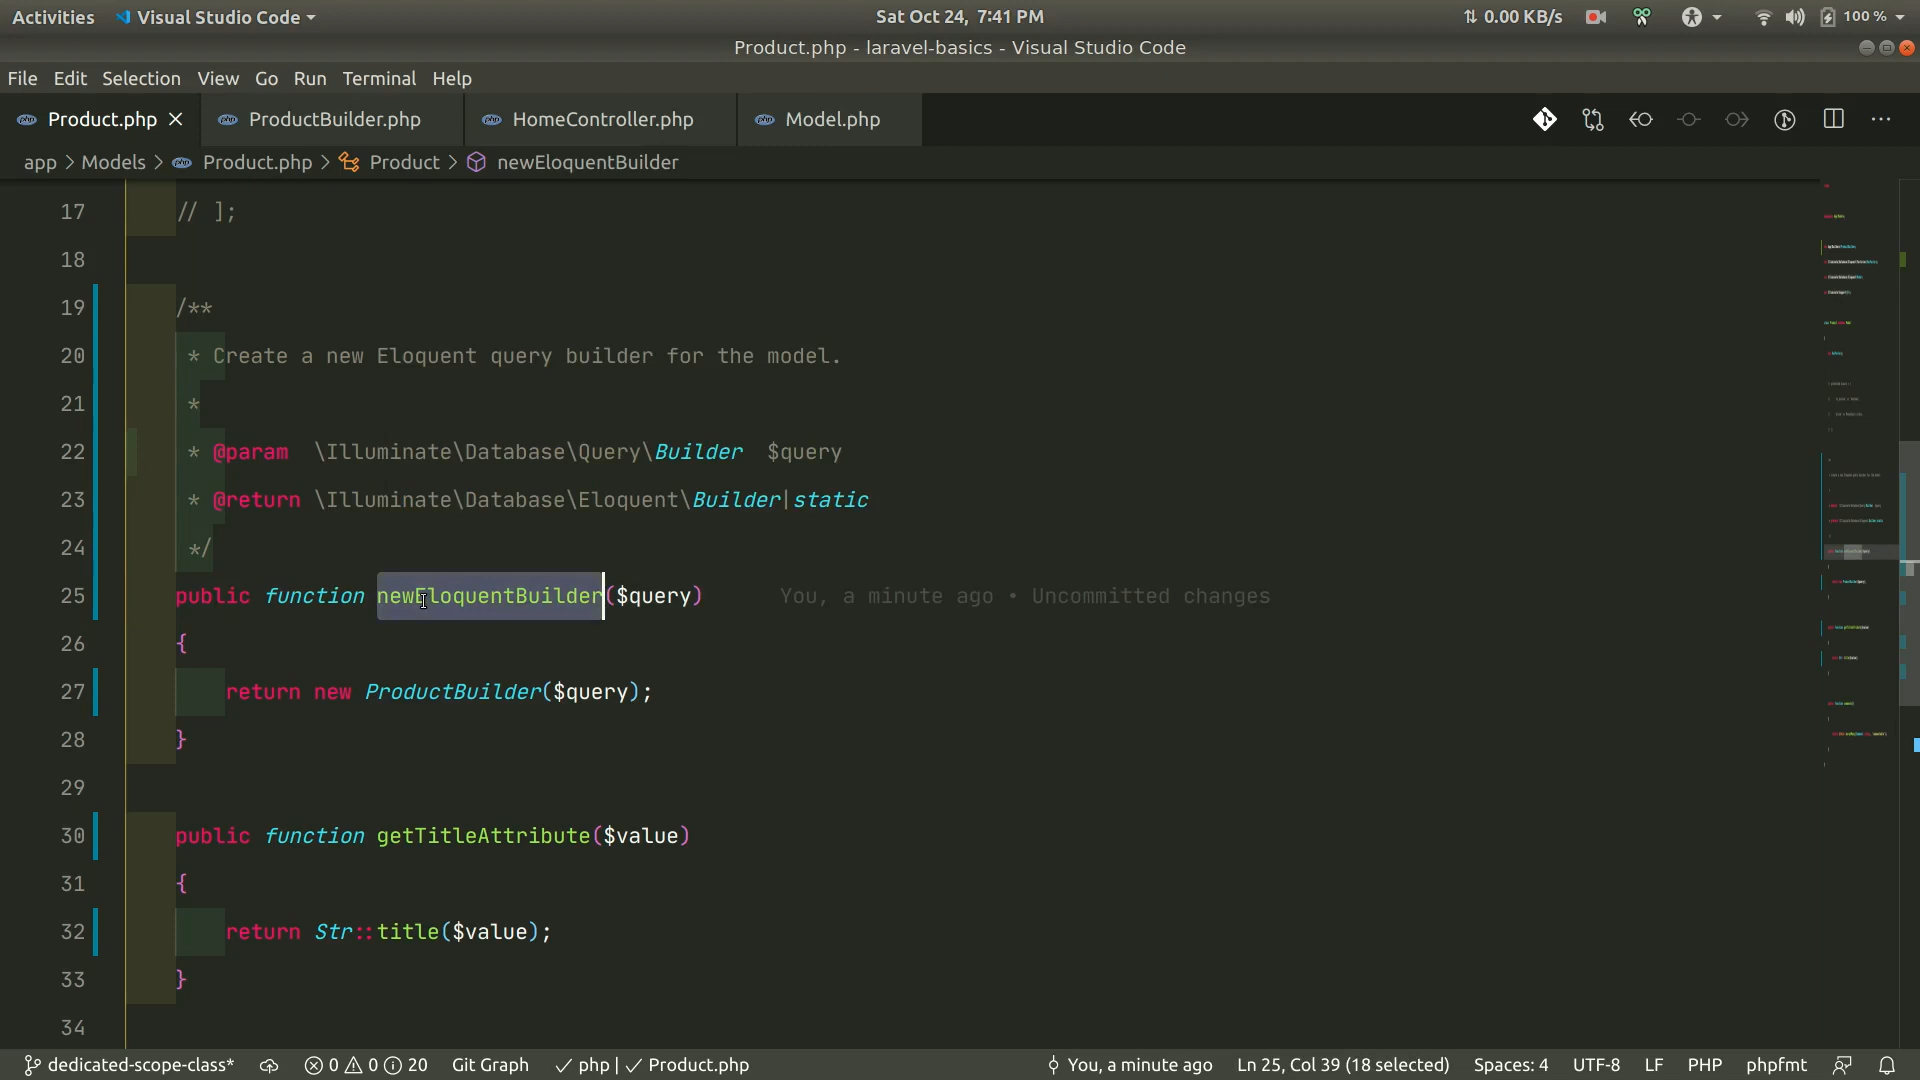 Activities Visual Studio Code Sat Oct 24, 7:41 PM 0.00 KB/s 100 %
Product.php - laravel-basics - Visual Studio Code
File Edit Selection View Go Run Terminal Help
php Product.php php ProductBuilder.php php HomeController.php php Model.php
app > Models > php Product.php > Product > newEloquentBuilder
17 // ];
18
19 /**
20 * Create a new Eloquent query builder for the model.
21 *
22 * @param \Illuminate\Database\Query\Builder $query
23 * @return \Illuminate\Database\Eloquent\Builder|static
24 */
25 public function newEloquentBuilder($query) You, a minute ago • Uncommitted changes
26 {
27 return new ProductBuilder($query);
28 }
29
30 public function getTitleAttribute($value)
31 {
32 return Str::title($value);
33 }
34
dedicated-scope-class* 0 0 20 Git Graph ✓ php | ✓ Product.php You, a minute ago Ln 25, Col 39 (18 selected) Spaces: 4 UTF-8 LF PHP phpfmt